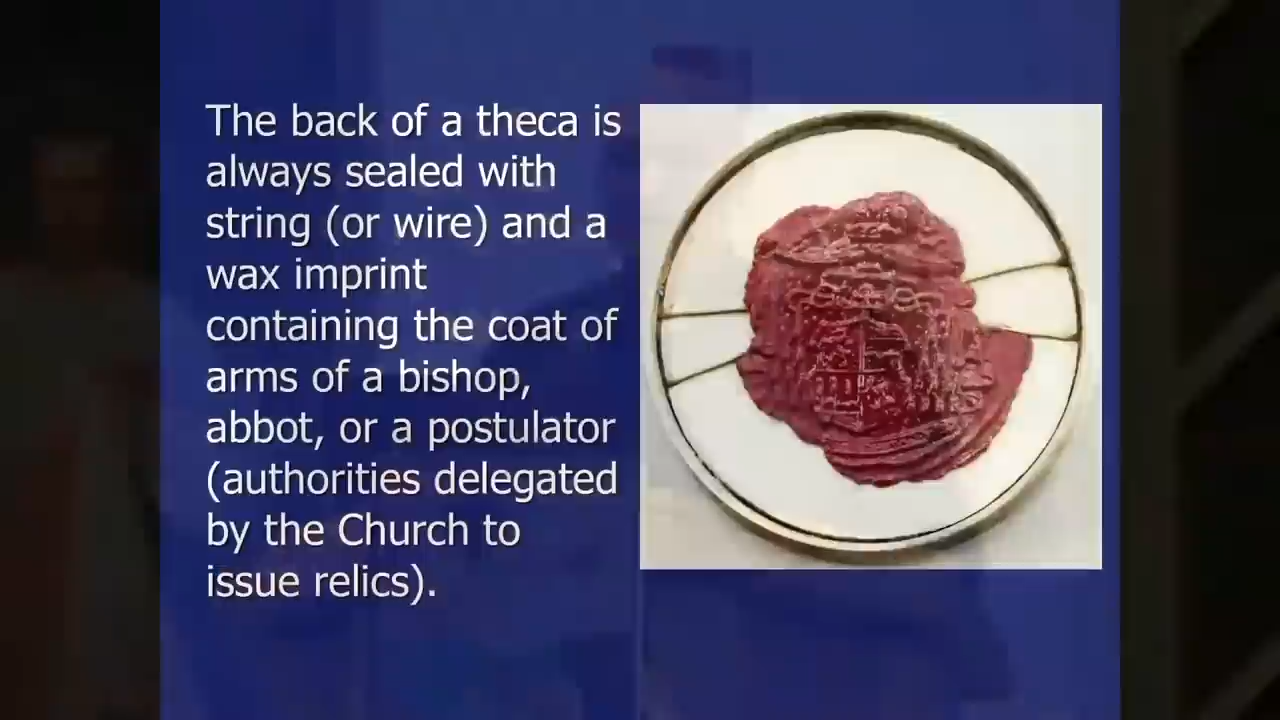 The back of a theca is
always sealed with
string (or wire) and a
wax imprint
containing the coat of
arms of a bishop,
abbot, or a postulator
(authorities delegated
by the Church to
issue relics).